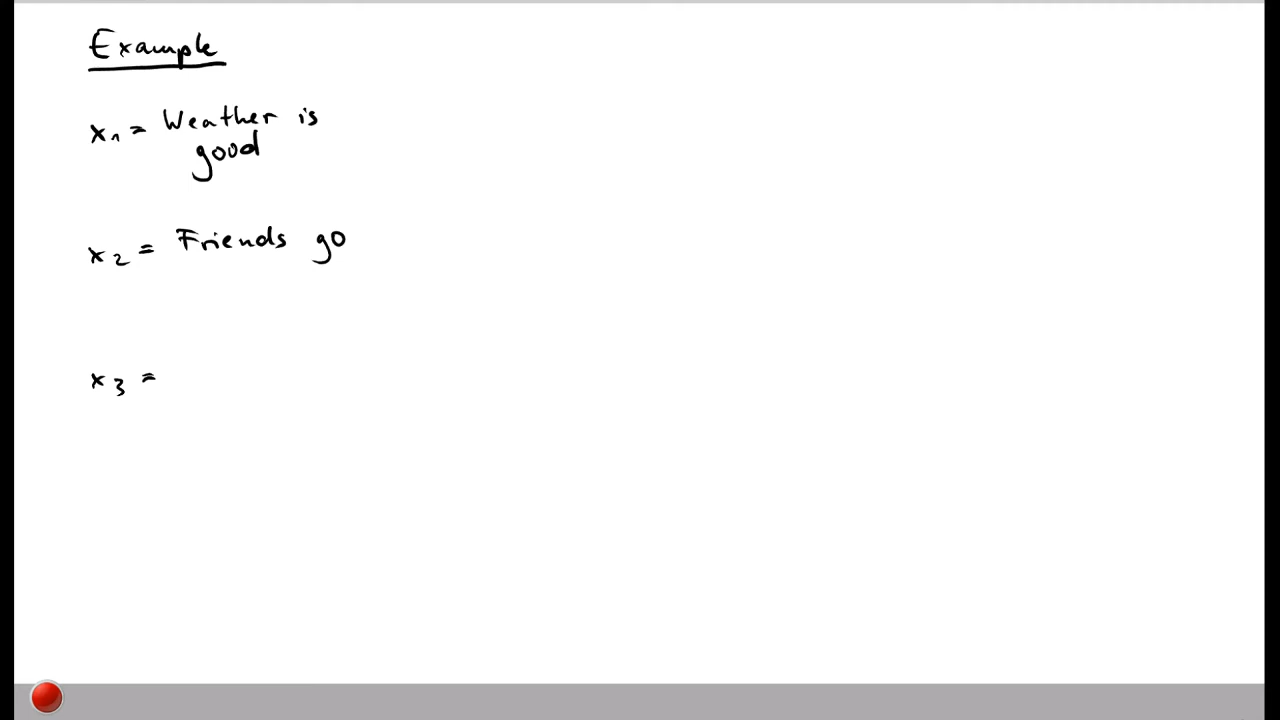 Example
x₁ = Weather is
good
x₂ = Friends go
x₃ =